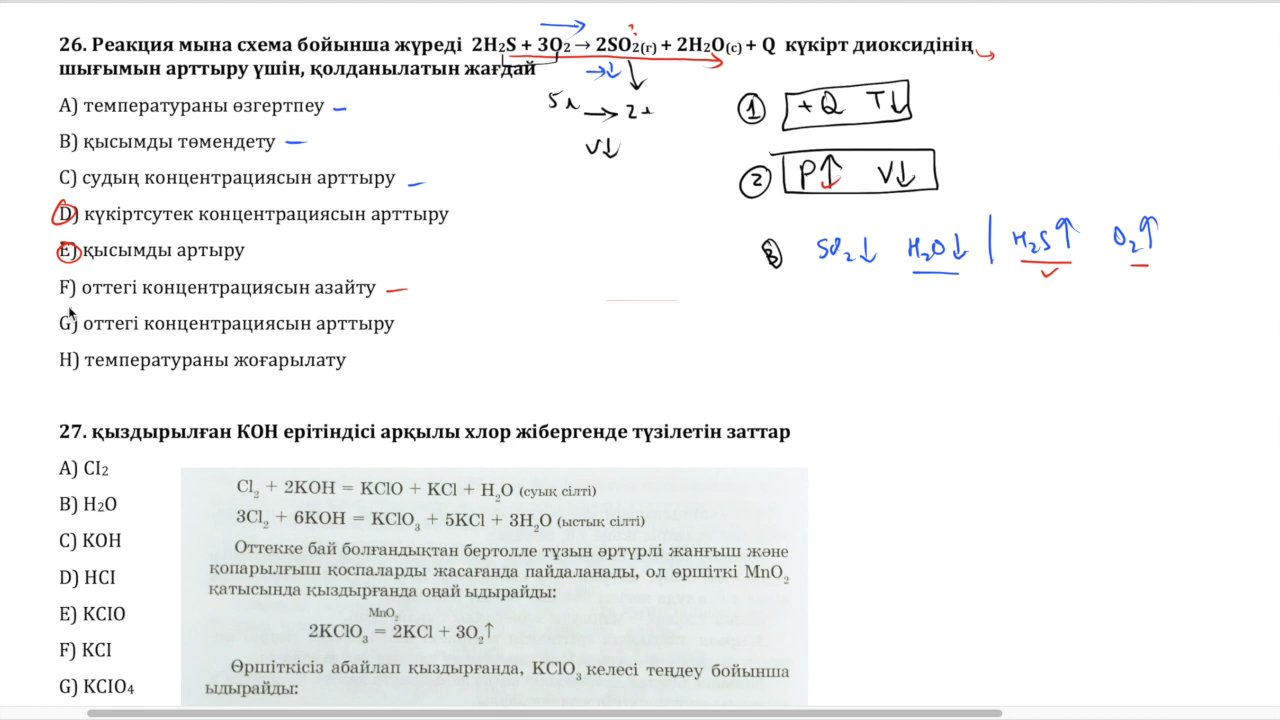 26. Реакция мына схема бойынша жүреді 2H₂S + 3O₂ → 2SO₂(г) + 2H₂O(с) + Q күкірт диоксидінің
?
шығымын арттыру үшін, қолданылатын жағдай
A) температураны өзгертпеу
B) қысымды төмендету
C) судың концентрациясын арттыру
D) күкіртсутек концентрациясын арттыру
E) қысымды артыру
F) оттегі концентрациясын азайту
G) оттегі концентрациясын арттыру
H) температураны жоғарылату
→↓
5 → 2
V↓
① +Q T↓
② P↑↓ V↓
③ SO₂↓ H₂O↓ | H₂S↑ O₂↑
27. қыздырылған КОН ерітіндісі арқылы хлор жібергенде түзілетін заттар
A) CI₂
B) H₂O
C) KOH
D) HCI
E) KCIO
F) KCI
G) KCIO₄
Cl₂ + 2KOH = KClO + KCl + H₂O (суық сілті)
3Cl₂ + 6KOH = KClO₃ + 5KCl + 3H₂O (ыстық сілті)
Оттекке бай болғандықтан бертолле тұзын өртүрлі жанғыш және
қопарылғыш қоспаларды жасағанда пайдаланады, ол өршіткі MnO₂
қатысында қыздырғанда оңай ыдырайды:
MnO₂
2KClO₃ = 2KCl + 3O₂↑
Өршіткісіз абайлап қыздырғанда, KClO₃ келесі теңдеу бойынша
ыдырайды: